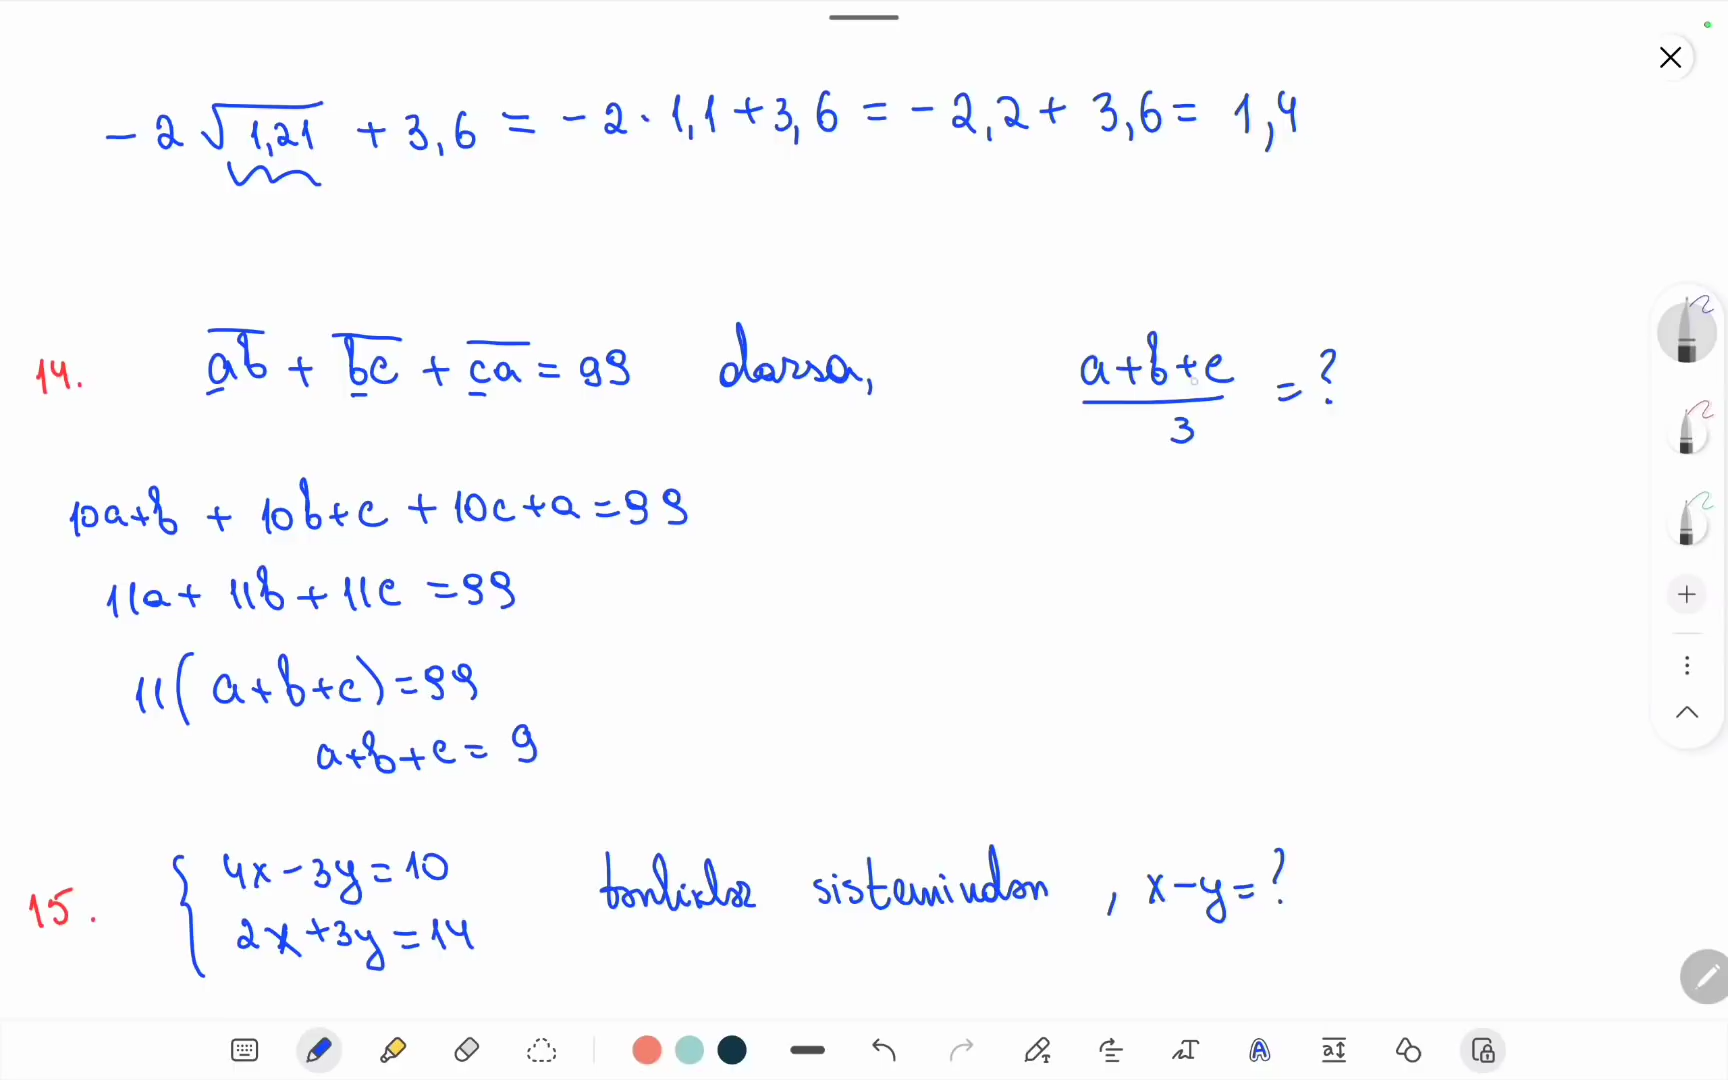 -2√1,21 + 3,6 = -2·1,1+3,6 = -2,2+ 3,6= 1,4
14. ab + bc + ca = 99 bərsə, (a+b+c)/3 = ?
10a+b + 10b+c + 10c+a = 99
11a+ 11b + 11c = 99
11(a+b+c)=99
a+b+c= 9
15. { 4x-3y=10
2x+3y=14 sistemindən, x-y=?